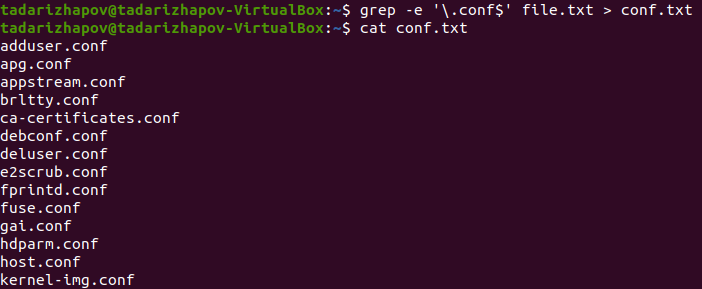 tadarizhapov@tadarizhapov-VirtualBox:~$ grep -e '\.conf$' file.txt > conf.txt
tadarizhapov@tadarizhapov-VirtualBox:~$ cat conf.txt
adduser.conf
apg.conf
appstream.conf
brltty.conf
ca-certificates.conf
debconf.conf
deluser.conf
e2scrub.conf
fprintd.conf
fuse.conf
gai.conf
hdparm.conf
host.conf
kernel-img.conf